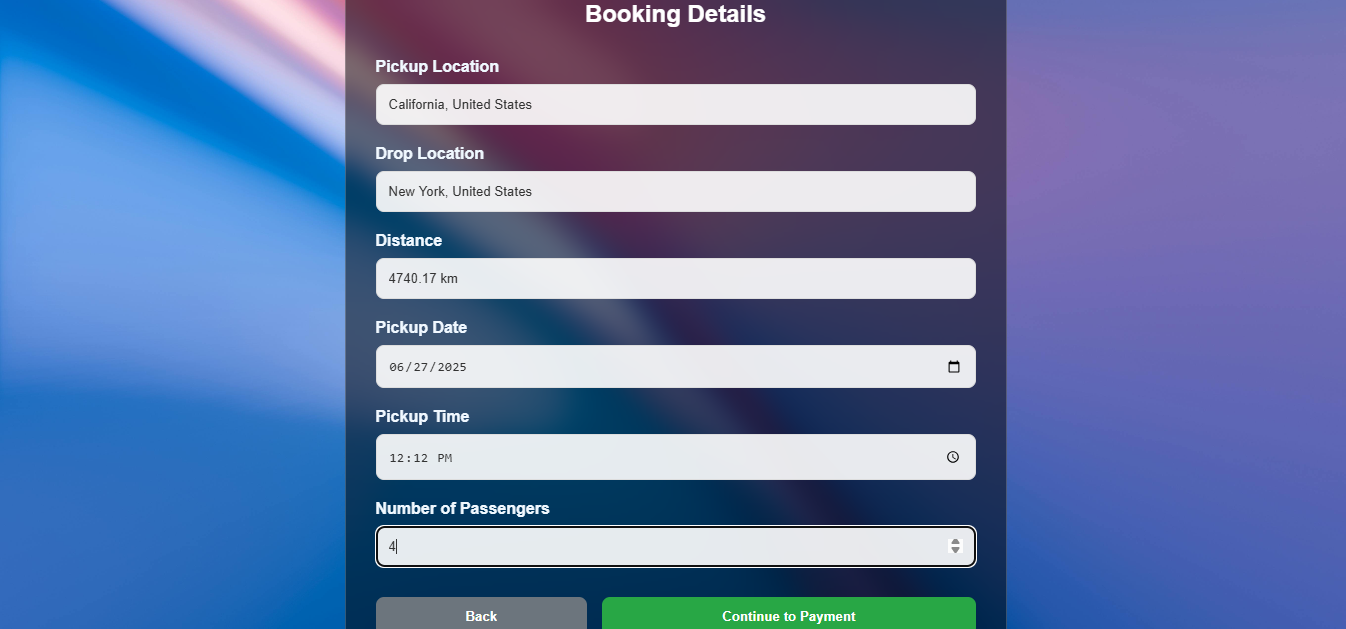 Booking Details
Pickup Location
California, United States
Drop Location
New York, United States
Distance
4740.17 km
Pickup Date
06/27/2025
Pickup Time
12:12 PM
Number of Passengers
4
Back
Continue to Payment